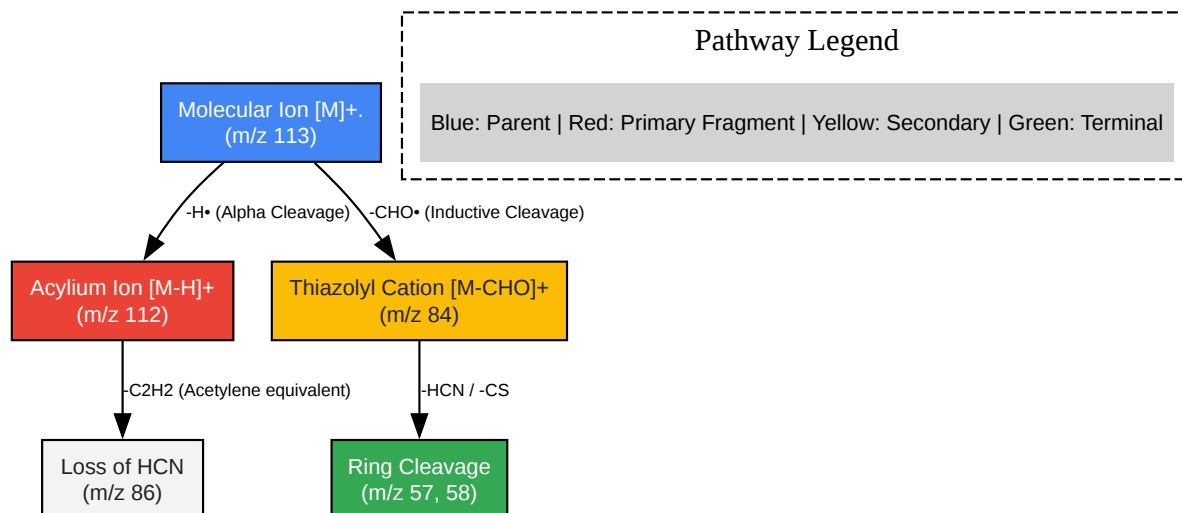 Pathway Legend
Blue: Parent | Red: Primary Fragment | Yellow: Secondary | Green: Terminal
Molecular Ion [M]+.
(m/z 113)
-H• (Alpha Cleavage)
-CHO• (Inductive Cleavage)
Acylium Ion [M-H]+
(m/z 112)
Thiazolyl Cation [M-CHO]+
(m/z 84)
-C2H2 (Acetylene equivalent)
-HCN / -CS
Loss of HCN
(m/z 86)
Ring Cleavage
(m/z 57, 58)